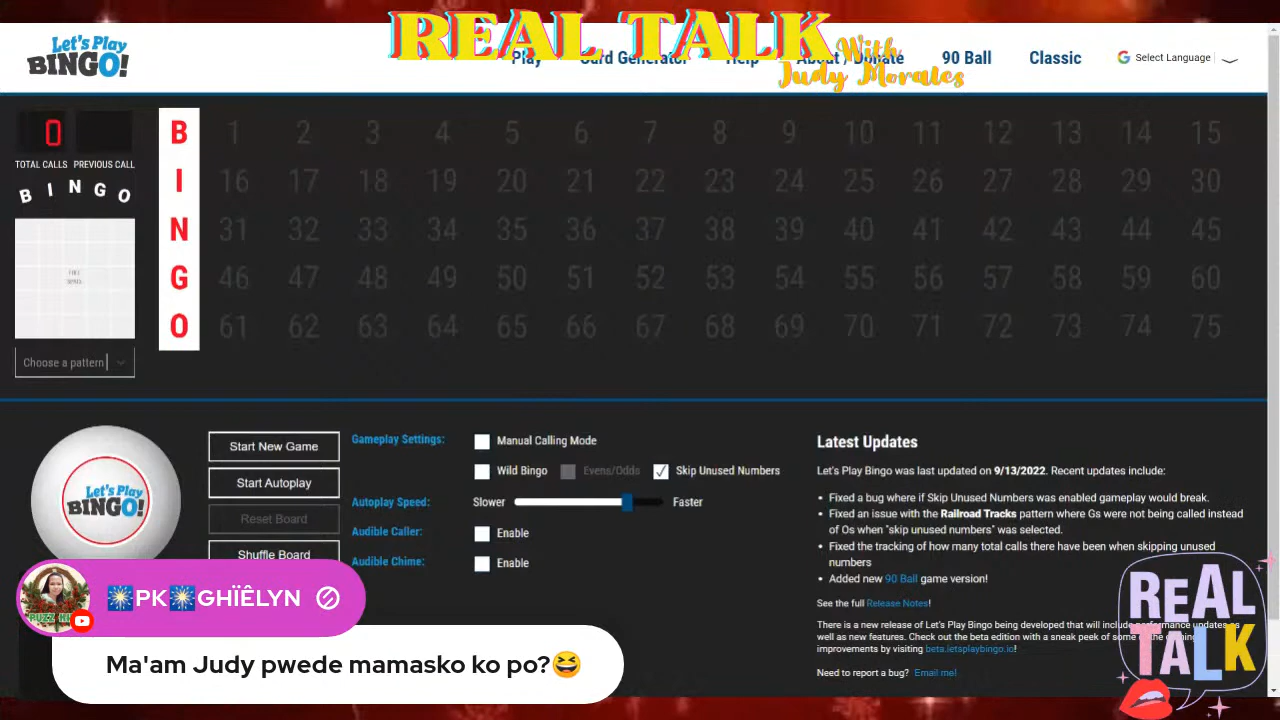 REAL TALK
With
Judy Morales
Let's Play
BINGO!
Play
Card Generator
Help
About / Donate
90 Ball
Classic
Select Language
0
TOTAL CALLS PREVIOUS CALL
B I N G O
B 1 2 3 4 5 6 7 8 9 10 11 12 13 14 15
I 16 17 18 19 20 21 22 23 24 25 26 27 28 29 30
N 31 32 33 34 35 36 37 38 39 40 41 42 43 44 45
G 46 47 48 49 50 51 52 53 54 55 56 57 58 59 60
O 61 62 63 64 65 66 67 68 69 70 71 72 73 74 75
FREE
SPACE
Choose a pattern
Let's Play
BINGO!
Start New Game
Start Autoplay
Reset Board
Shuffle Board
Gameplay Settings:
Manual Calling Mode
Wild Bingo
Evens/Odds
Skip Unused Numbers
Autoplay Speed:
Slower
Faster
Audible Caller:
Enable
Audible Chime:
Enable
Latest Updates
Let's Play Bingo was last updated on 9/13/2022. Recent updates include:
• Fixed a bug where if Skip Unused Numbers was enabled gameplay would break.
• Fixed an issue with the Railroad Tracks pattern where Gs were not being called instead
of Os when "skip unused numbers" was selected.
• Fixed the tracking of how many total calls there have been when skipping unused
numbers
• Added new 90 Ball game version!
See the full Release Notes!
There is a new release of Let's Play Bingo being developed that will include performance updates as
well as new features. Check out the beta edition with a sneak peek of some of the
improvements by visiting beta.letsplaybingo.io!
Need to report a bug? Email me!
PK GHÏÊLYN
Ma'am Judy pwede mamasko ko po?😆
REAL
TALK